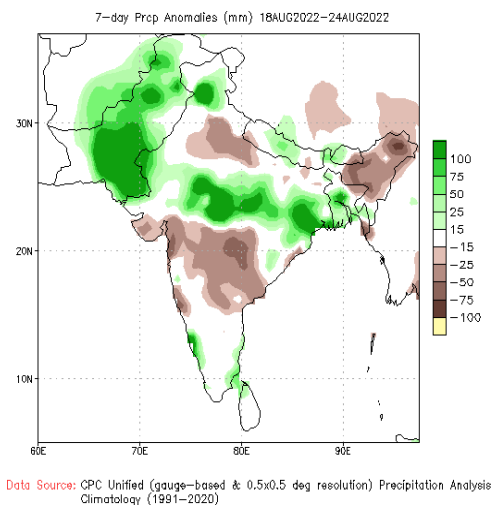 7-day Prcp Anomalies (mm) 18AUG2022-24AUG2022
30N
20N
10N
60E 70E 80E 90E
100
75
50
25
15
-15
-25
-50
-75
-100
Data Source: CPC Unified (gauge-based & 0.5x0.5 deg resolution) Precipitation Analysis
Climatology (1991-2020)